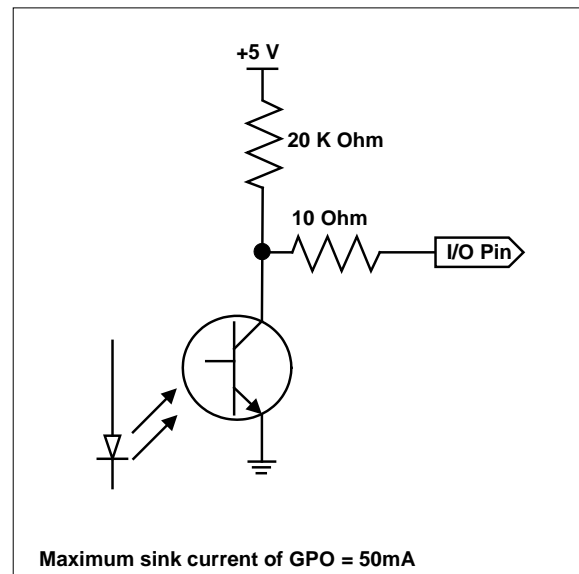 +5 V
20 K Ohm
10 Ohm
I/O Pin
Maximum sink current of GPO = 50mA